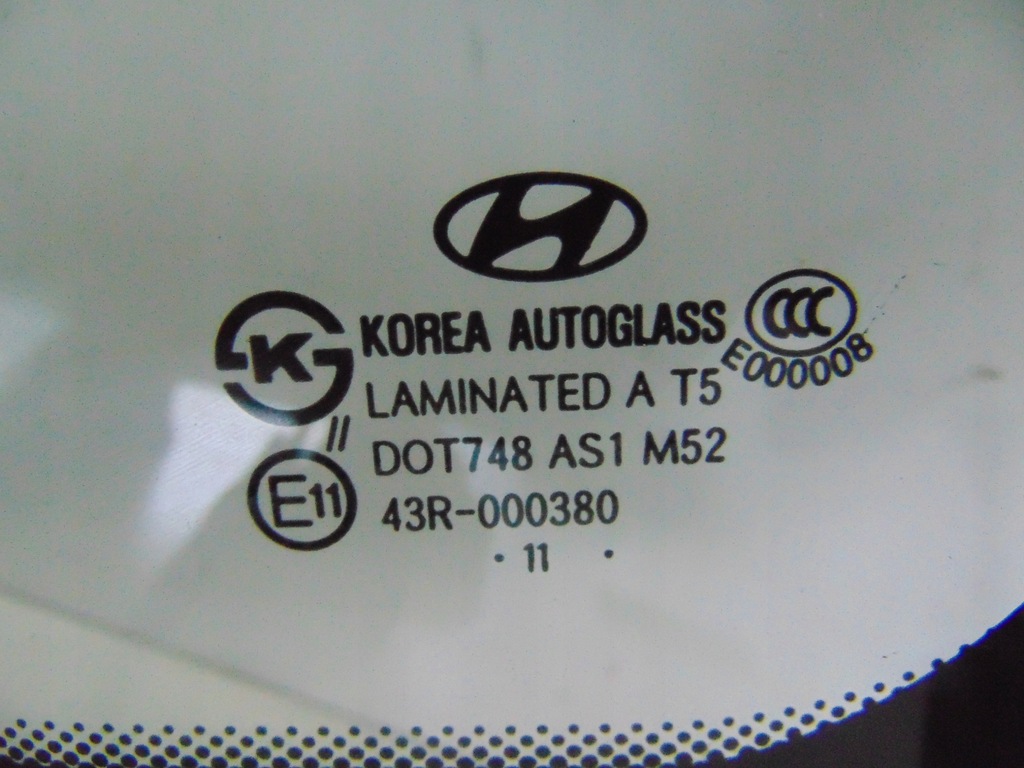 KOREA AUTOGLASS
CCC
E000008
K
LAMINATED A T5
//
DOT748 AS1 M52
E11
43R-000380
· 11 ·